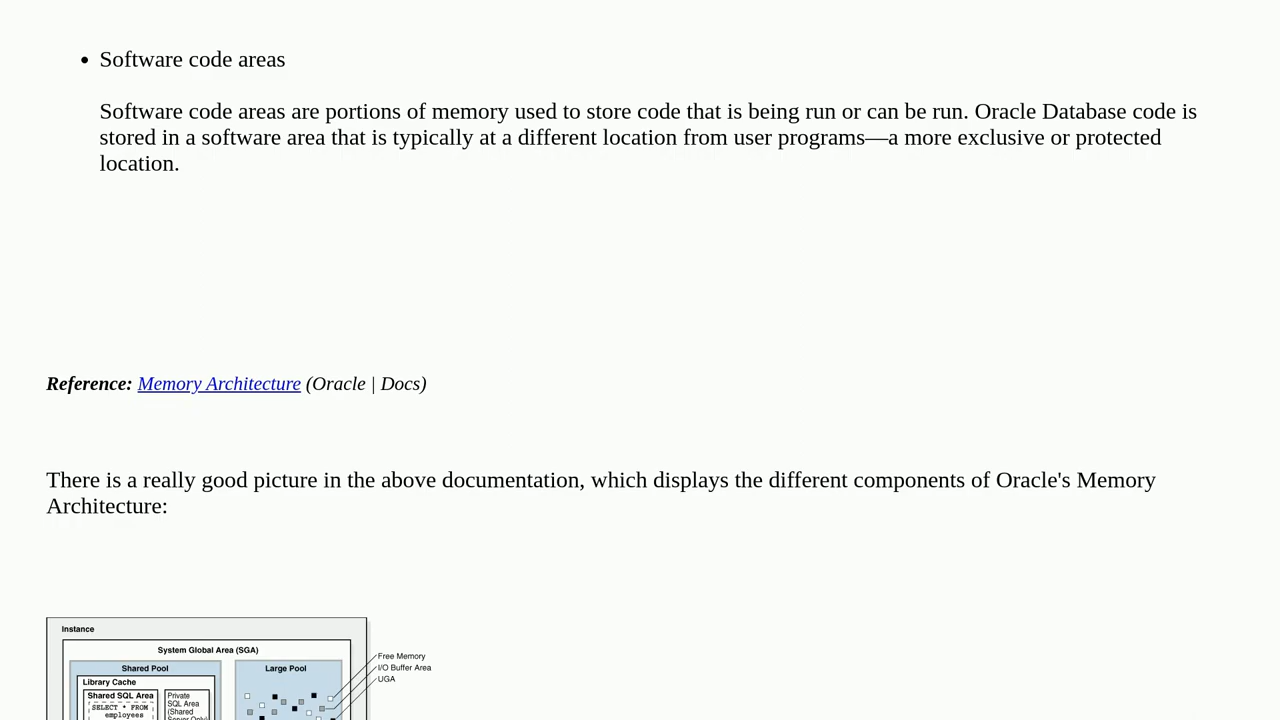 Software code areas
Software code areas are portions of memory used to store code that is being run or can be run. Oracle Database code is
stored in a software area that is typically at a different location from user programs—a more exclusive or protected
location.
Reference: Memory Architecture (Oracle | Docs)
There is a really good picture in the above documentation, which displays the different components of Oracle's Memory
Architecture:
Instance
System Global Area (SGA)
Shared Pool
Large Pool
Free Memory
I/O Buffer Area
UGA
Library Cache
Shared SQL Area
SELECT * FROM
employees
Private
SQL Area
(Shared
Server Only)